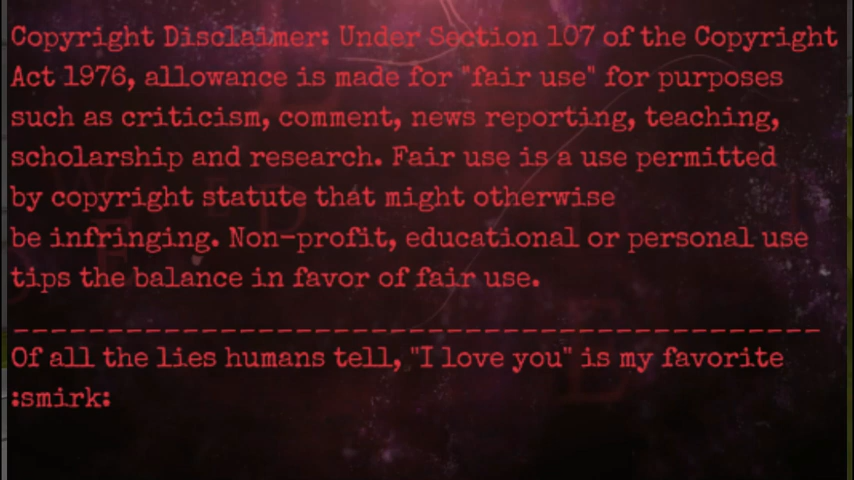 Copyright Disclaimer: Under Section 107 of the Copyright
Act 1976, allowance is made for "fair use" for purposes
such as criticism, comment, news reporting, teaching,
scholarship and research. Fair use is a use permitted
by copyright statute that might otherwise
be infringing. Non-profit, educational or personal use
tips the balance in favor of fair use.
_____________________________________________
Of all the lies humans tell, "I love you" is my favorite
:smirk: